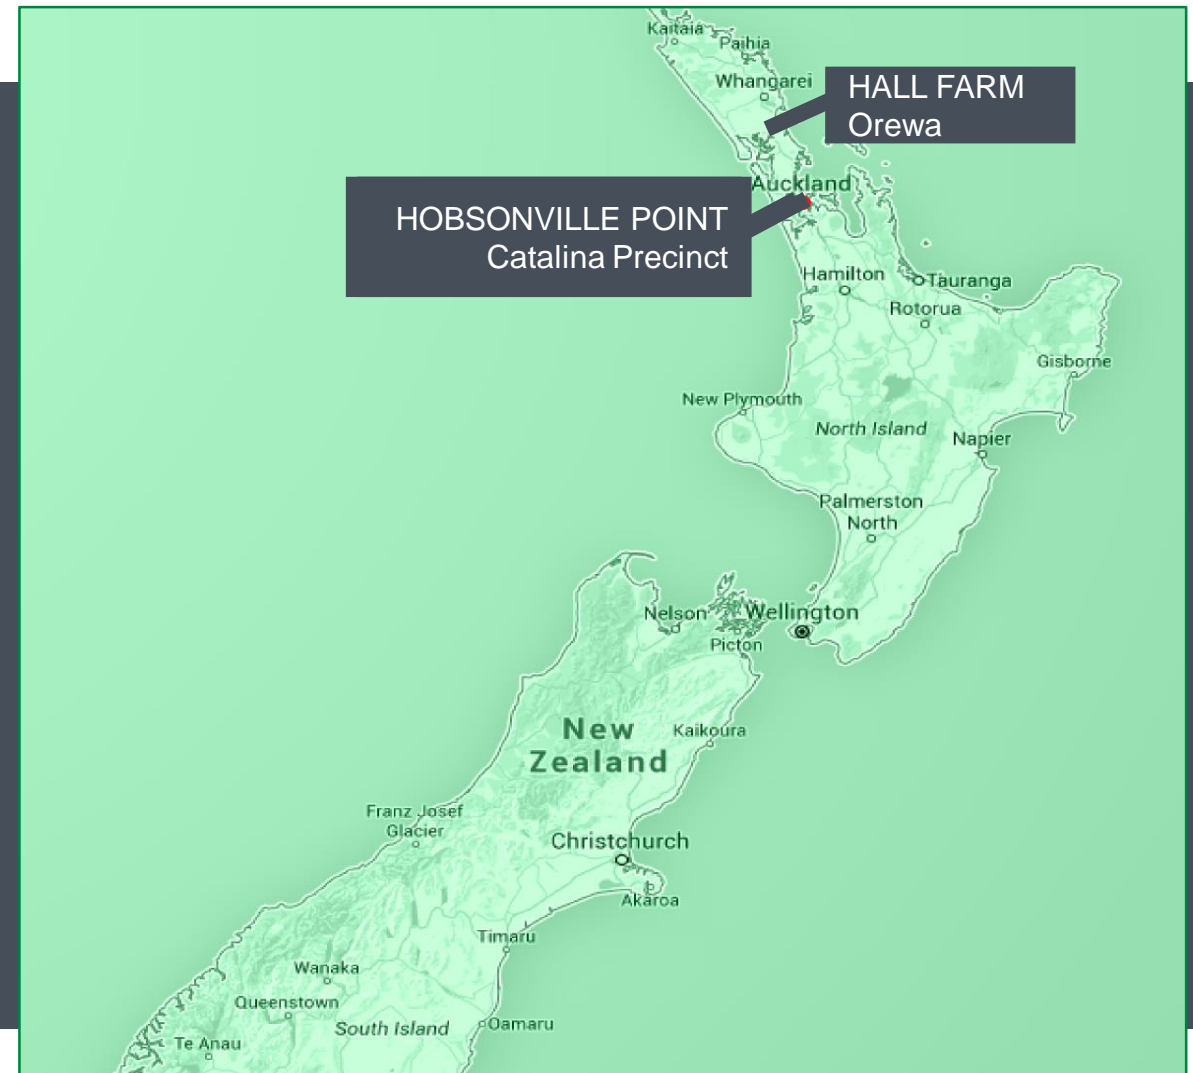 Kaitaia
Paihia
Whangarei
HALL FARM
Orewa
Auckland
HOBSONVILLE POINT
Catalina Precinct
Hamilton
Tauranga
Rotorua
Gisborne
New Plymouth
North Island
Napier
Palmerston
North
Nelson
Wellington
Picton
New
Zealand
Kaikoura
Franz Josef
Glacier
Christchurch
Akaroa
Timaru
Wanaka
Queenstown
South Island
Oamaru
Te Anau